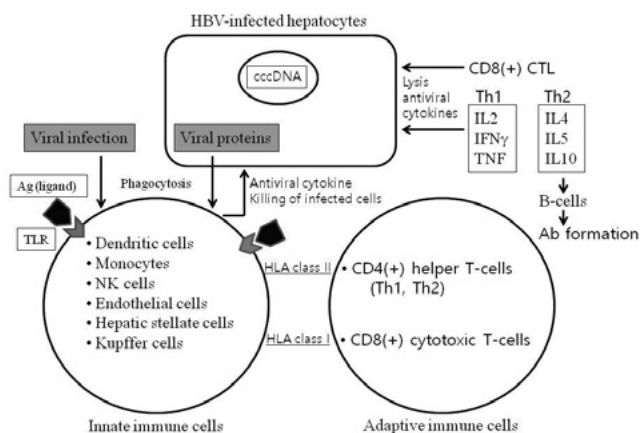 HBV-infected hepatocytes
cccDNA
CD8(+) CTL
Lysis
antiviral
cytokines
Th1
IL2
IFNγ
TNF
Th2
IL4
IL5
IL10
B-cells
Ab formation
Viral infection
Viral proteins
Ag (ligand)
Phagocytosis
Antiviral cytokine
Killing of infected cells
TLR
• Dendritic cells
• Monocytes
• NK cells
• Endothelial cells
• Hepatic stellate cells
• Kupffer cells
HLA class II
• CD4(+) helper T-cells
(Th1, Th2)
HLA class I
• CD8(+) cytotoxic T-cells
Innate immune cells
Adaptive immune cells